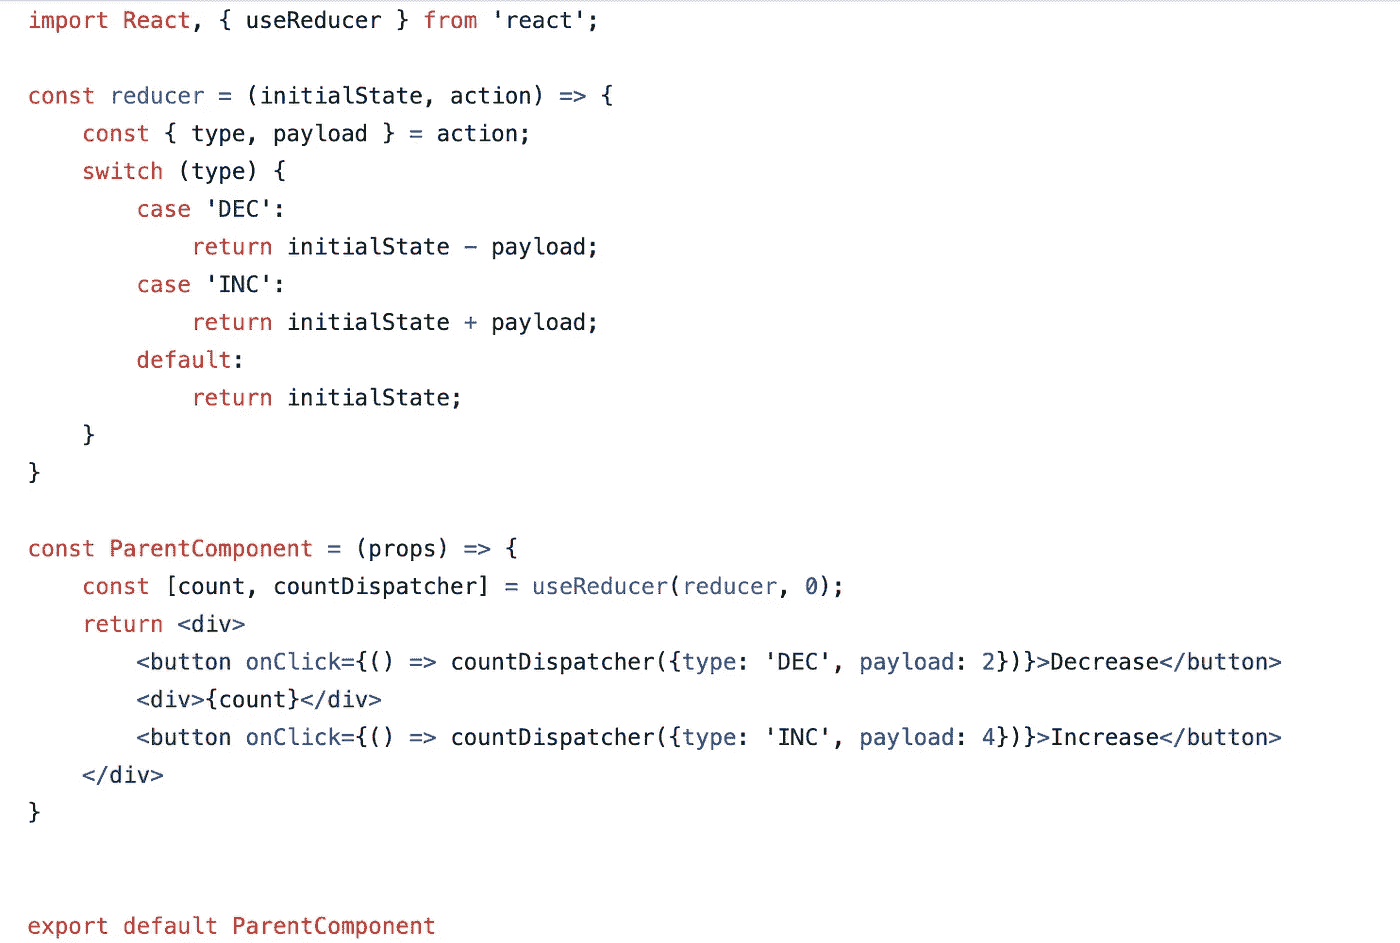 import React, { useReducer } from 'react';
const reducer = (initialState, action) => {
    const { type, payload } = action;
    switch (type) {
        case 'DEC':
            return initialState - payload;
        case 'INC':
            return initialState + payload;
        default:
            return initialState;
    }
}
const ParentComponent = (props) => {
    const [count, countDispatcher] = useReducer(reducer, 0);
    return <div>
        <button onClick={() => countDispatcher({type: 'DEC', payload: 2})}>Decrease</button>
        <div>{count}</div>
        <button onClick={() => countDispatcher({type: 'INC', payload: 4})}>Increase</button>
    </div>
}
export default ParentComponent